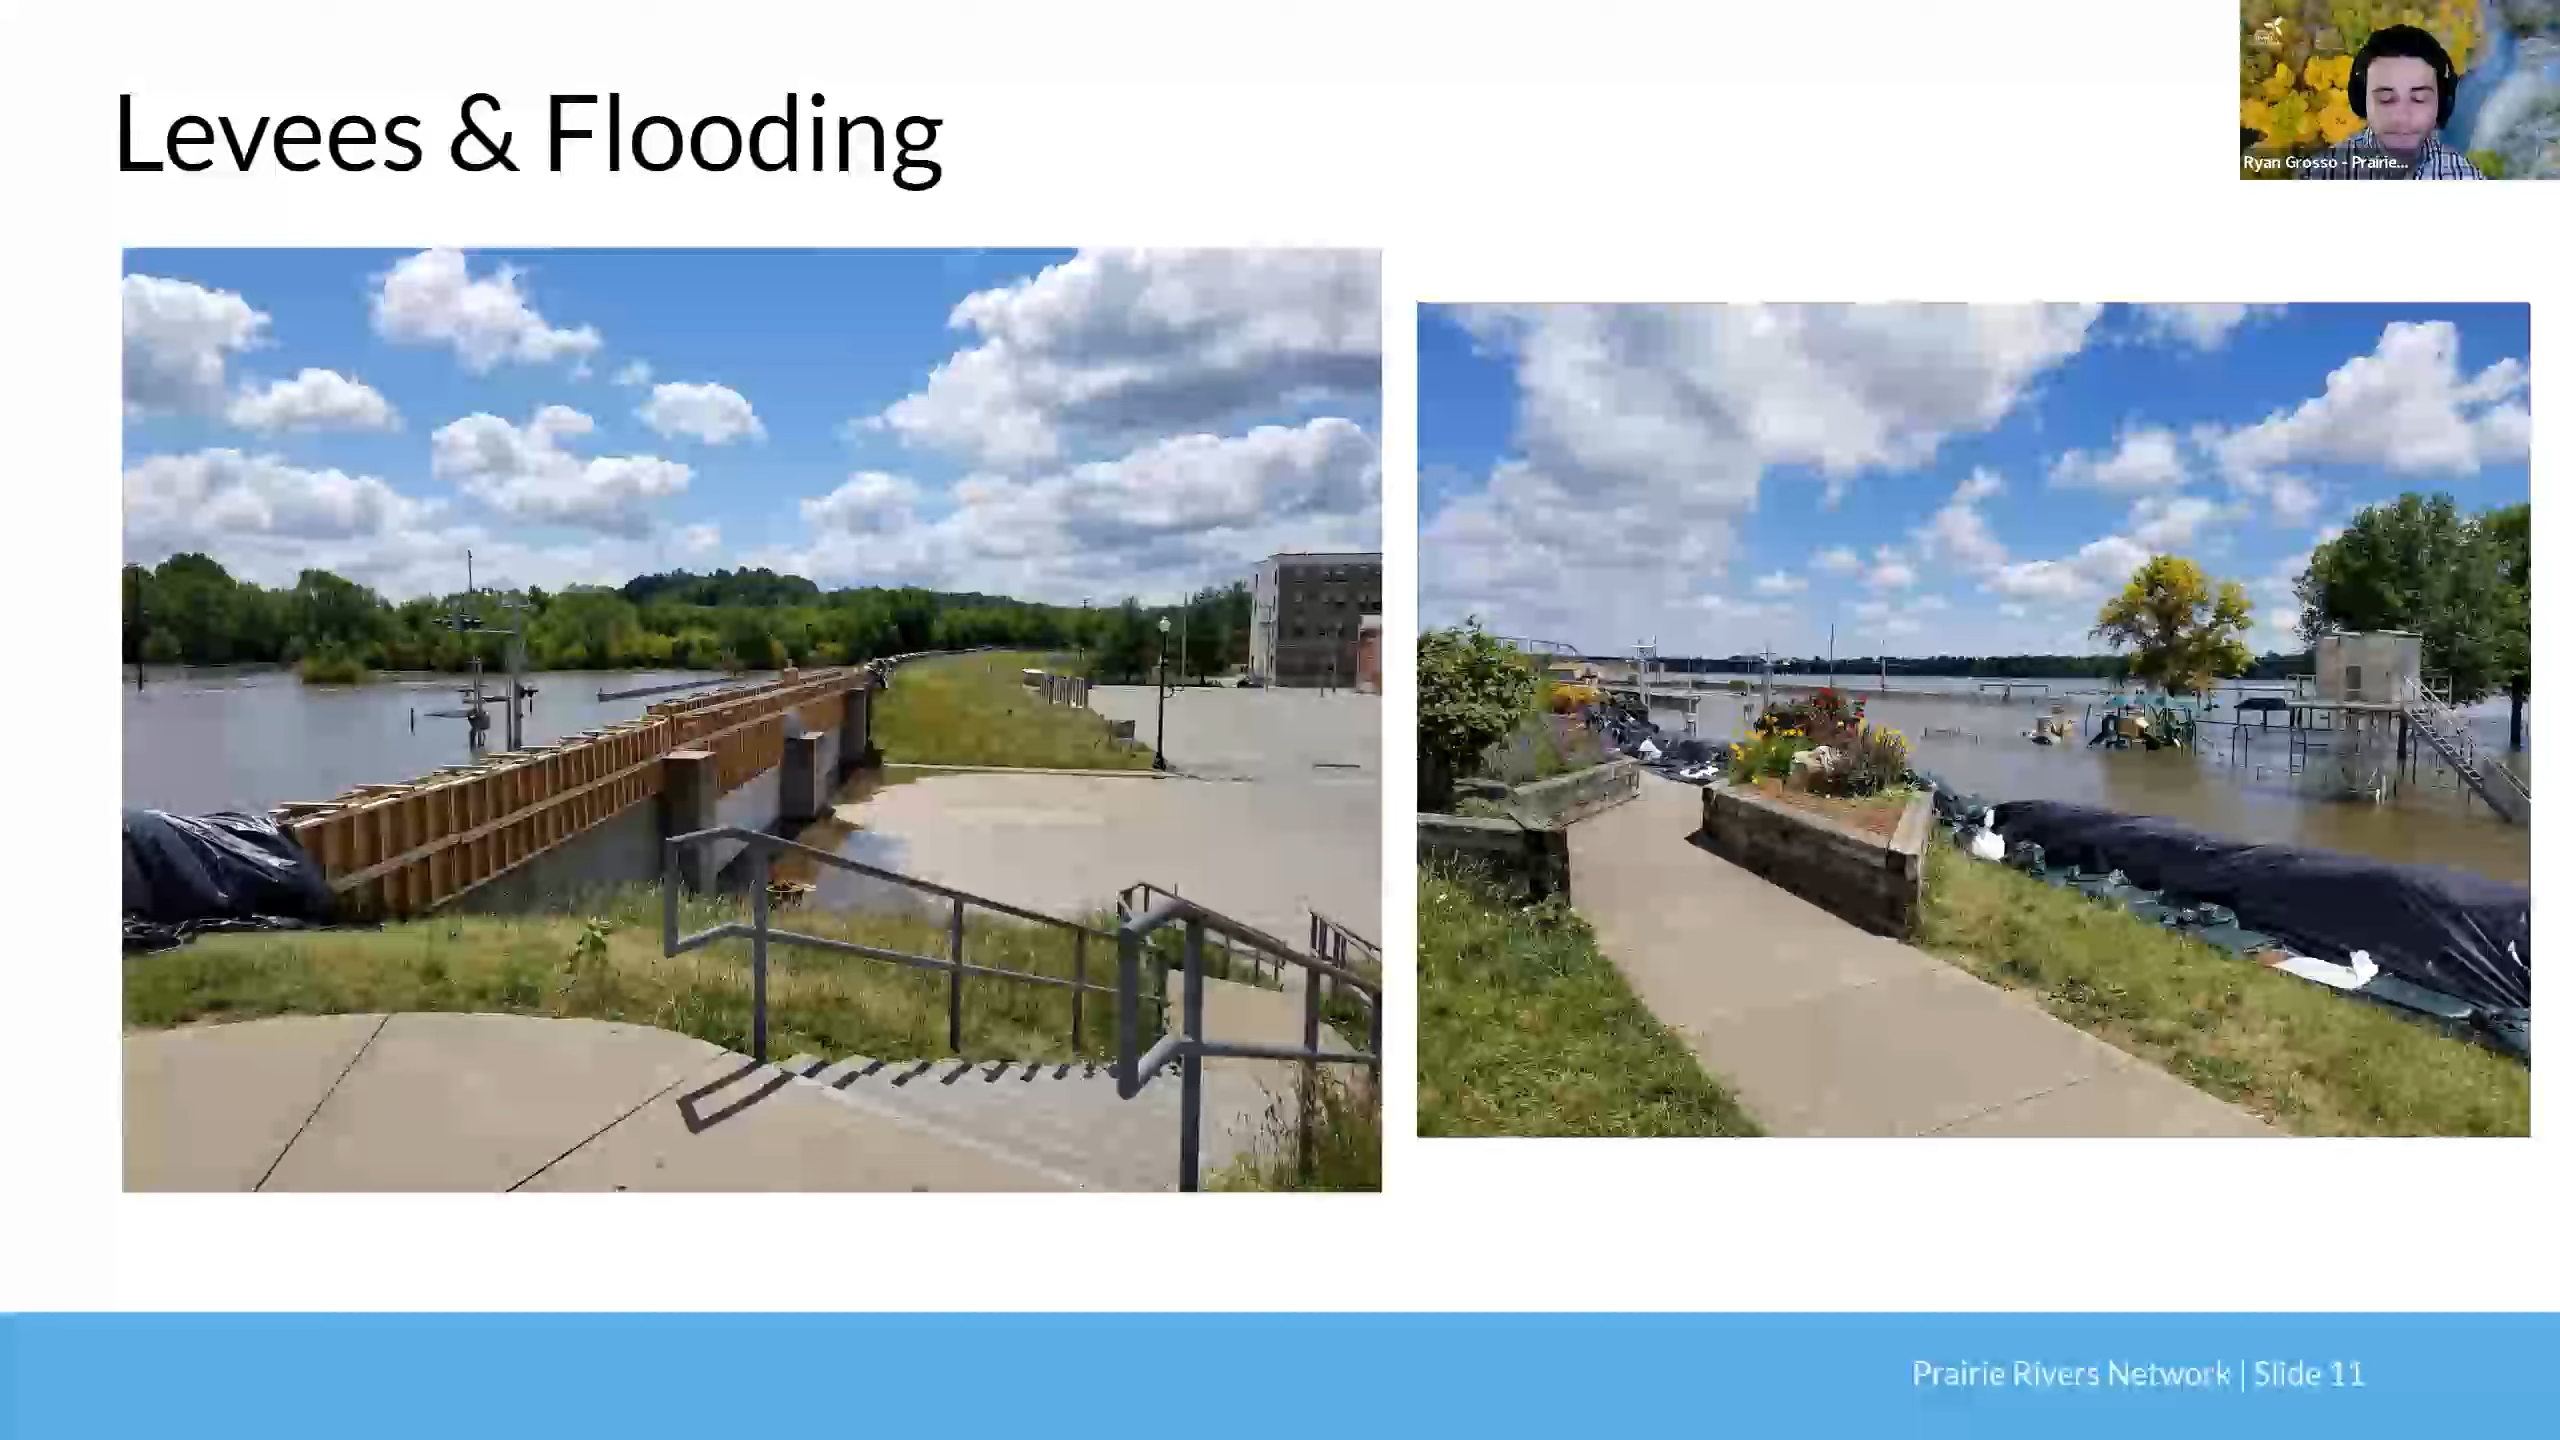 Levees & Flooding
Ryan Grosso - Prairie...
Prairie Rivers Network | Slide 11